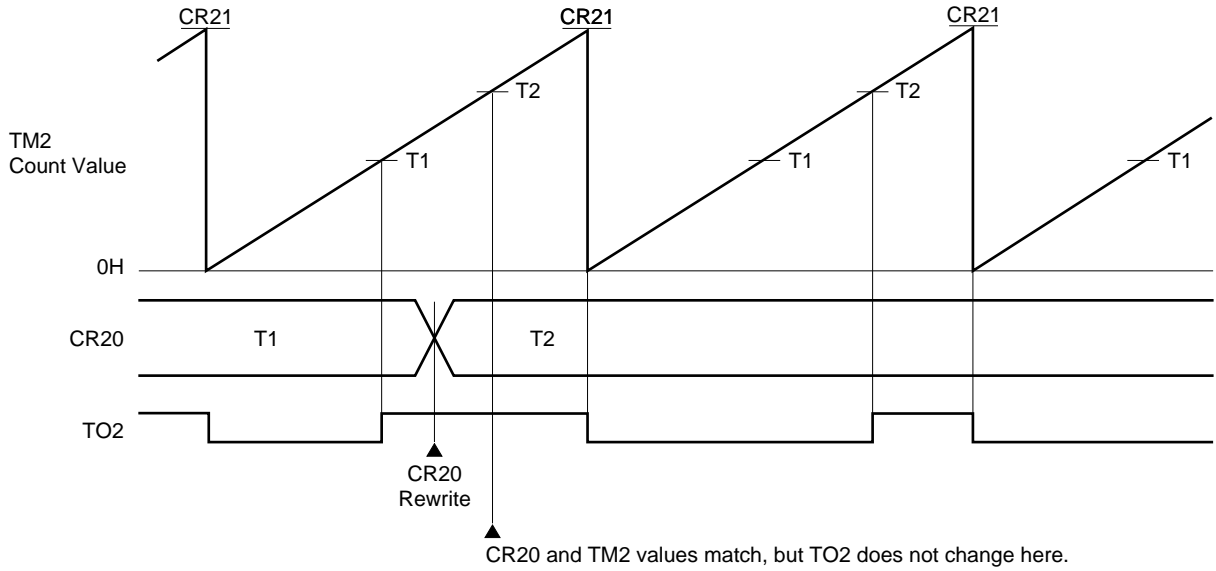 CR21
CR21
CR21
T2
T2
TM2
Count Value
T1
T1
T1
0H
CR20
T1
T2
TO2
CR20
Rewrite
CR20 and TM2 values match, but TO2 does not change here.